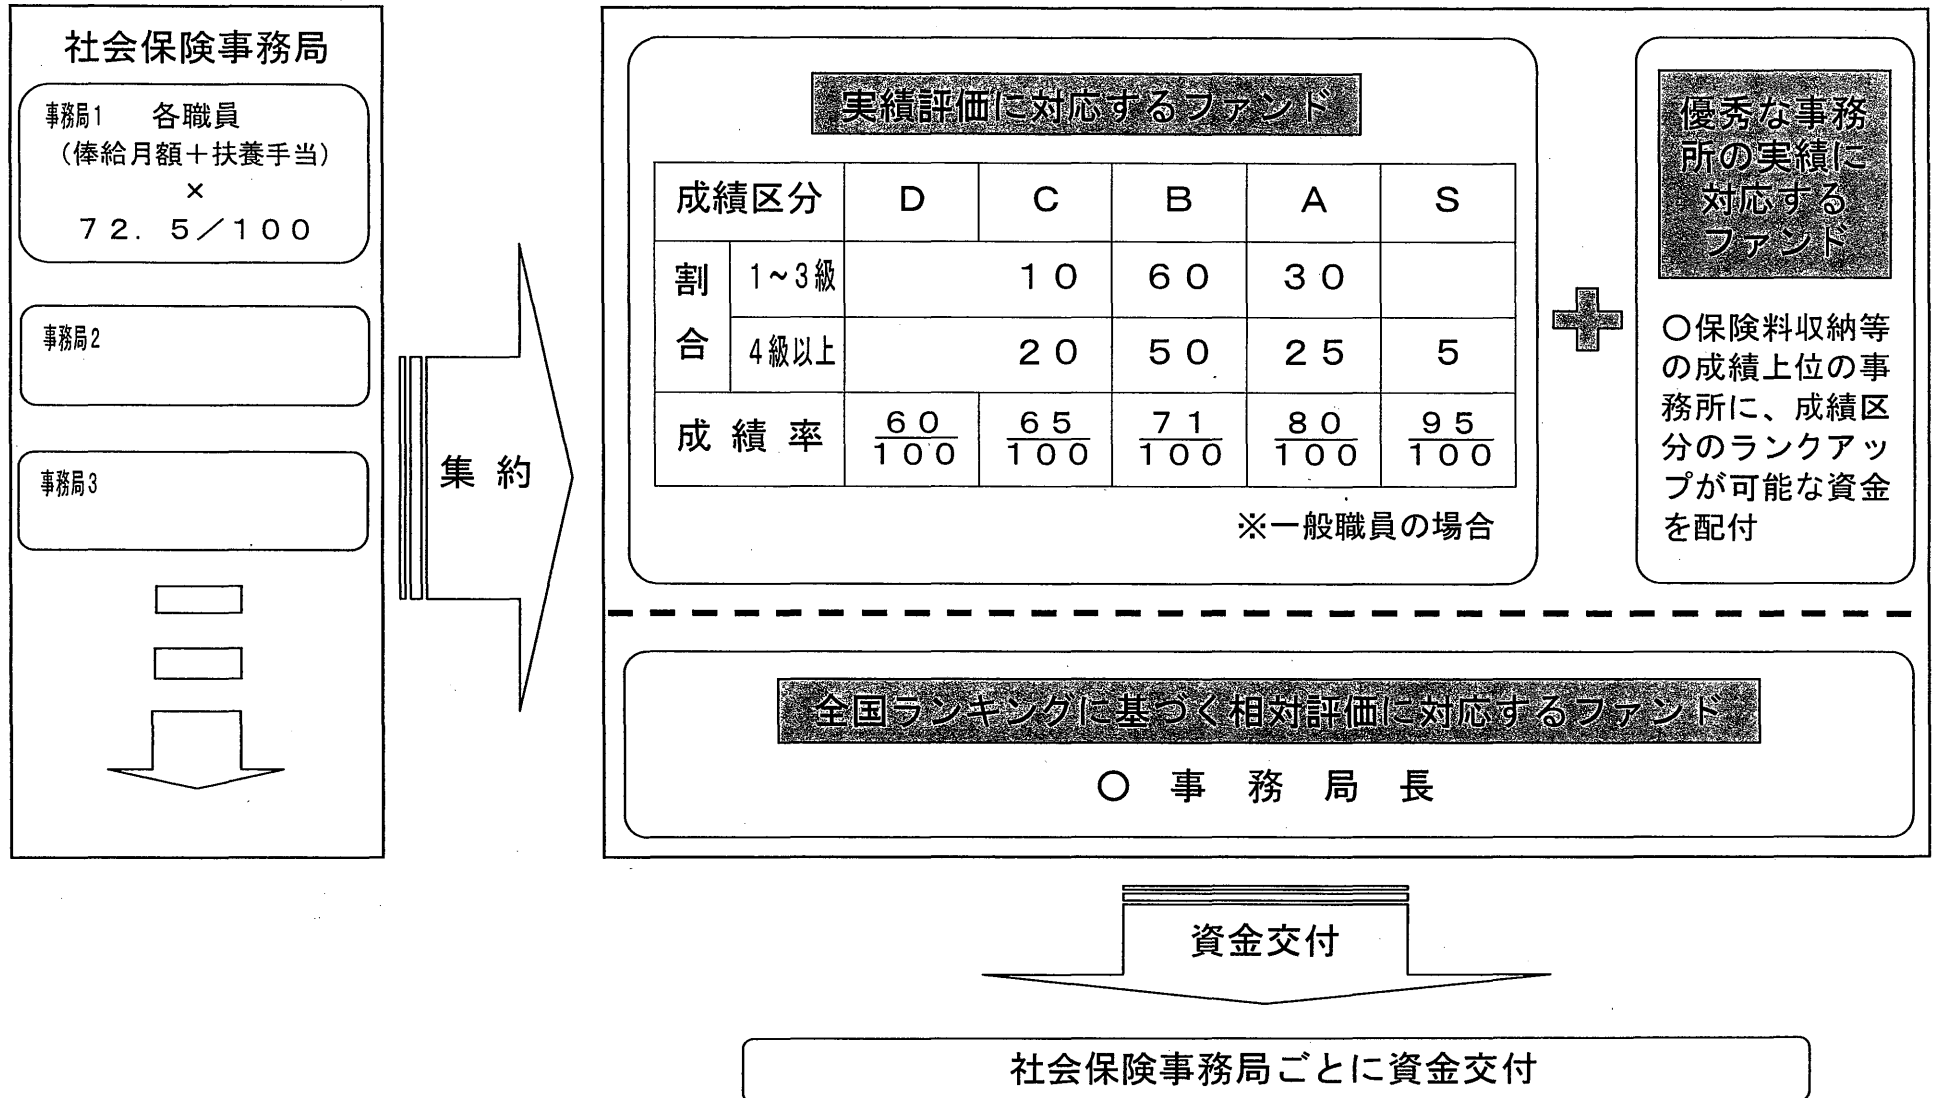 社会保険事務局
事務局1 各職員
(俸給月額+扶養手当)
×
72.5/100
事務局2
事務局3
集約
実績評価に対応するファンド
成績区分 D C B A S
割合 1~3級 10 60 30
4級以上 20 50 25 5
成績率 60/100 65/100 71/100 80/100 95/100
※一般職員の場合
優秀な事務
所の実績に
対応する
ファンド
○保険料収納等
の成績上位の事
務所に、成績区
分のランクアッ
プが可能な資金
を配付
全国ランキングに基づく相対評価に対応するファンド
○ 事務局長
資金交付
社会保険事務局ごとに資金交付